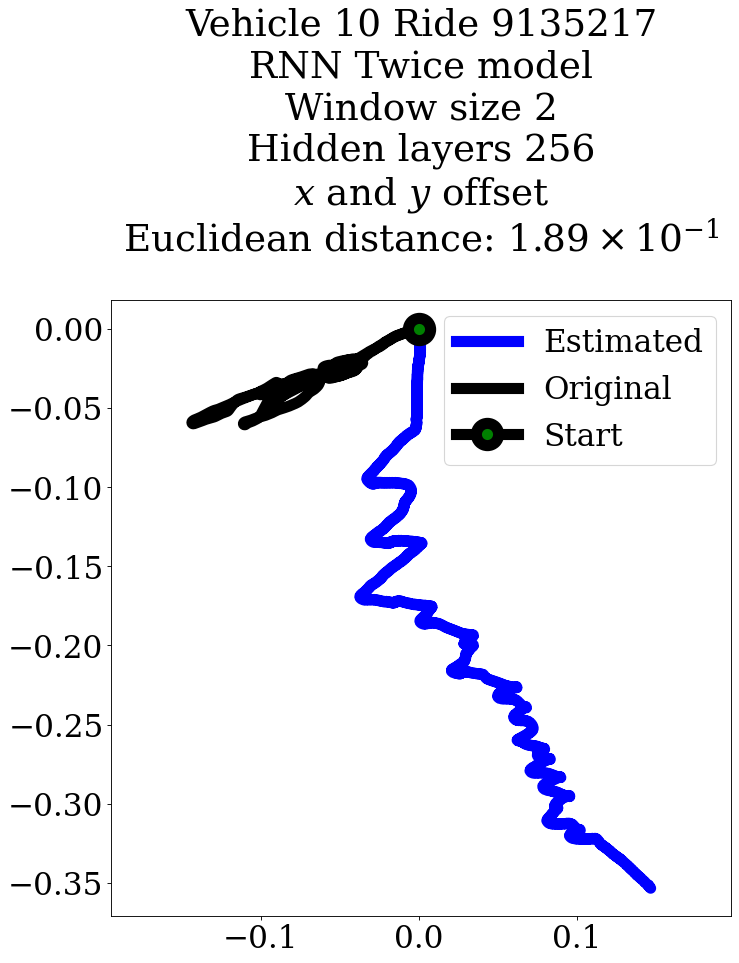 Vehicle 10 Ride 9135217
RNN Twice model
Window size 2
Hidden layers 256
x and y offset
Euclidean distance: 1.89 × 10⁻¹
Estimated
Original
Start
0.00
−0.05
−0.10
−0.15
−0.20
−0.25
−0.30
−0.35
−0.1
0.0
0.1